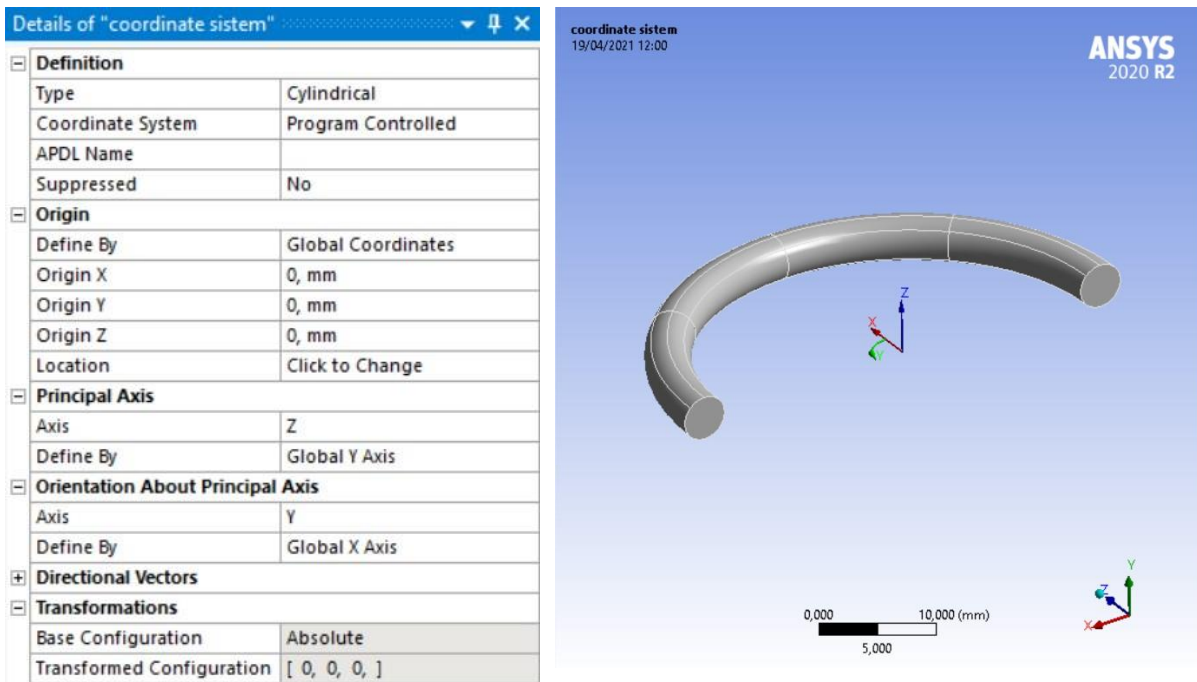 Details of "coordinate sistem"
Definition
Type Cylindrical
Coordinate System Program Controlled
APDL Name
Suppressed No
Origin
Define By Global Coordinates
Origin X 0, mm
Origin Y 0, mm
Origin Z 0, mm
Location Click to Change
Principal Axis
Axis Z
Define By Global Y Axis
Orientation About Principal Axis
Axis Y
Define By Global X Axis
Directional Vectors
Transformations
Base Configuration Absolute
Transformed Configuration [ 0, 0, 0, ]
coordinate sistem
19/04/2021 12:00
ANSYS
2020 R2
Z
X
Y
Y
Z
X
0,000 10,000 (mm)
5,000